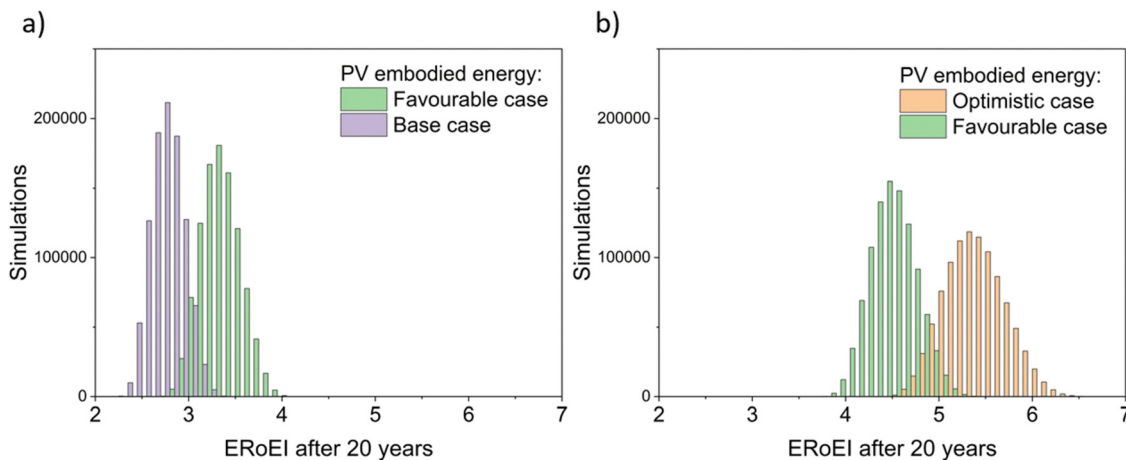 a)
PV embodied energy:
Favourable case
Base case
Simulations
200000
100000
0
2 3 4 5 6 7
ERoEI after 20 years
b)
PV embodied energy:
Optimistic case
Favourable case
Simulations
200000
100000
0
2 3 4 5 6 7
ERoEI after 20 years